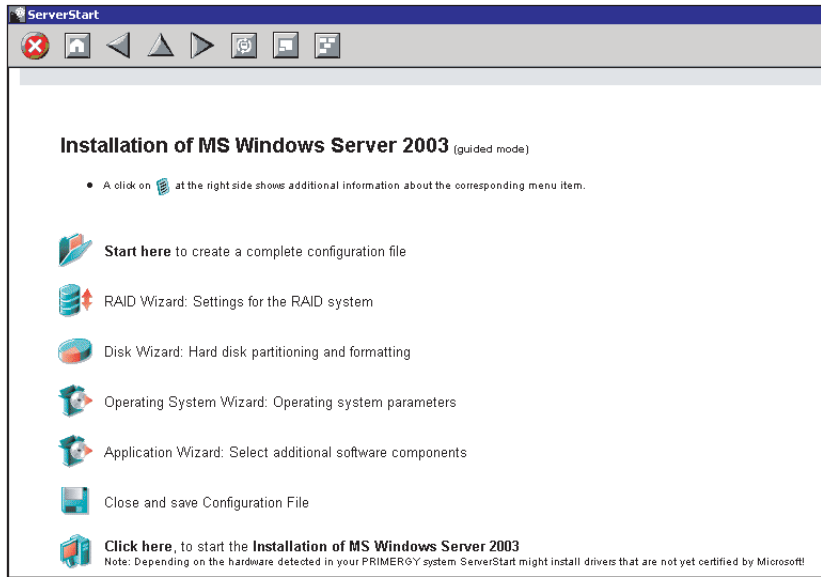 ServerStart
Installation of MS Windows Server 2003 (guided mode)
• A click on at the right side shows additional information about the corresponding menu item.
Start here to create a complete configuration file
RAID Wizard: Settings for the RAID system
Disk Wizard: Hard disk partitioning and formatting
Operating System Wizard: Operating system parameters
Application Wizard: Select additional software components
Close and save Configuration File
Click here, to start the Installation of MS Windows Server 2003
Note: Depending on the hardware detected in your PRIMERGY system ServerStart might install drivers that are not yet certified by Microsoft!